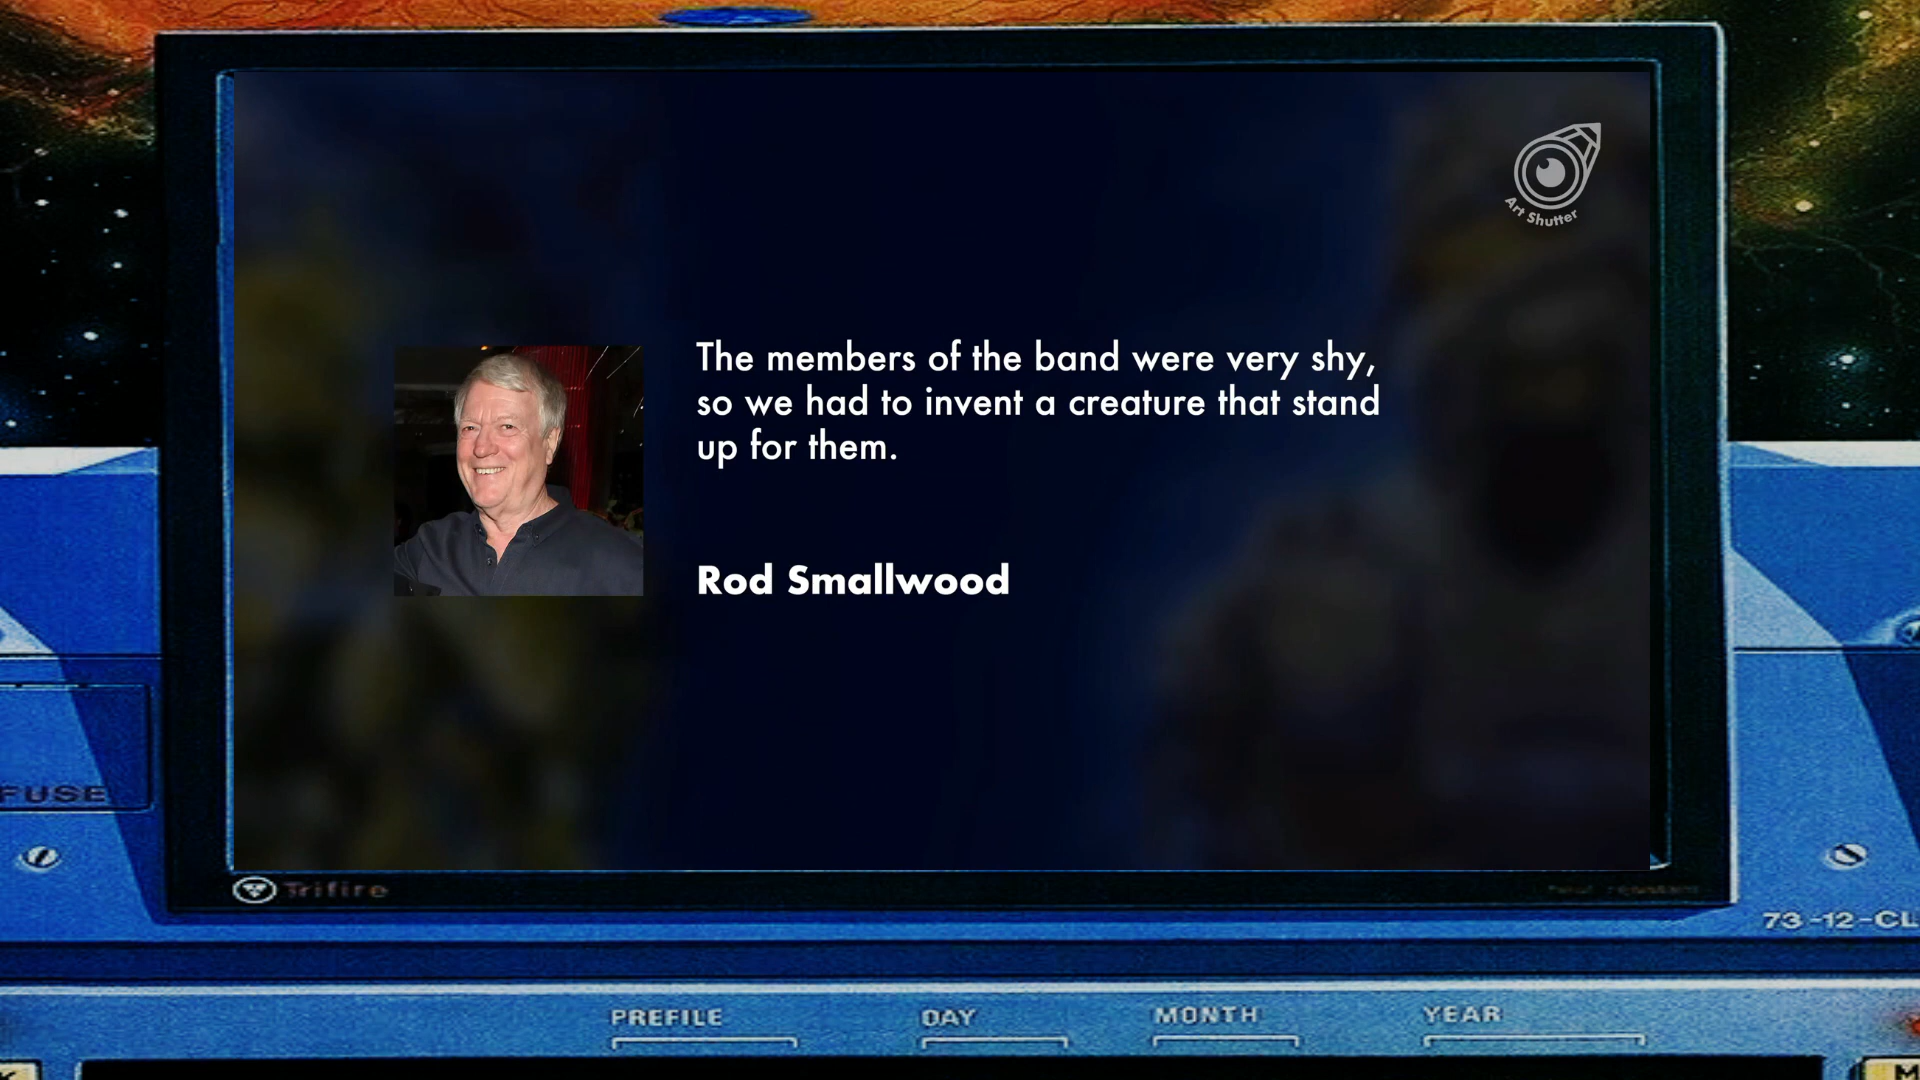 Art Shutter
The members of the band were very shy,
so we had to invent a creature that stand
up for them.
Rod Smallwood
FUSE
Trifire
73-12-CL
PREFILE DAY MONTH YEAR